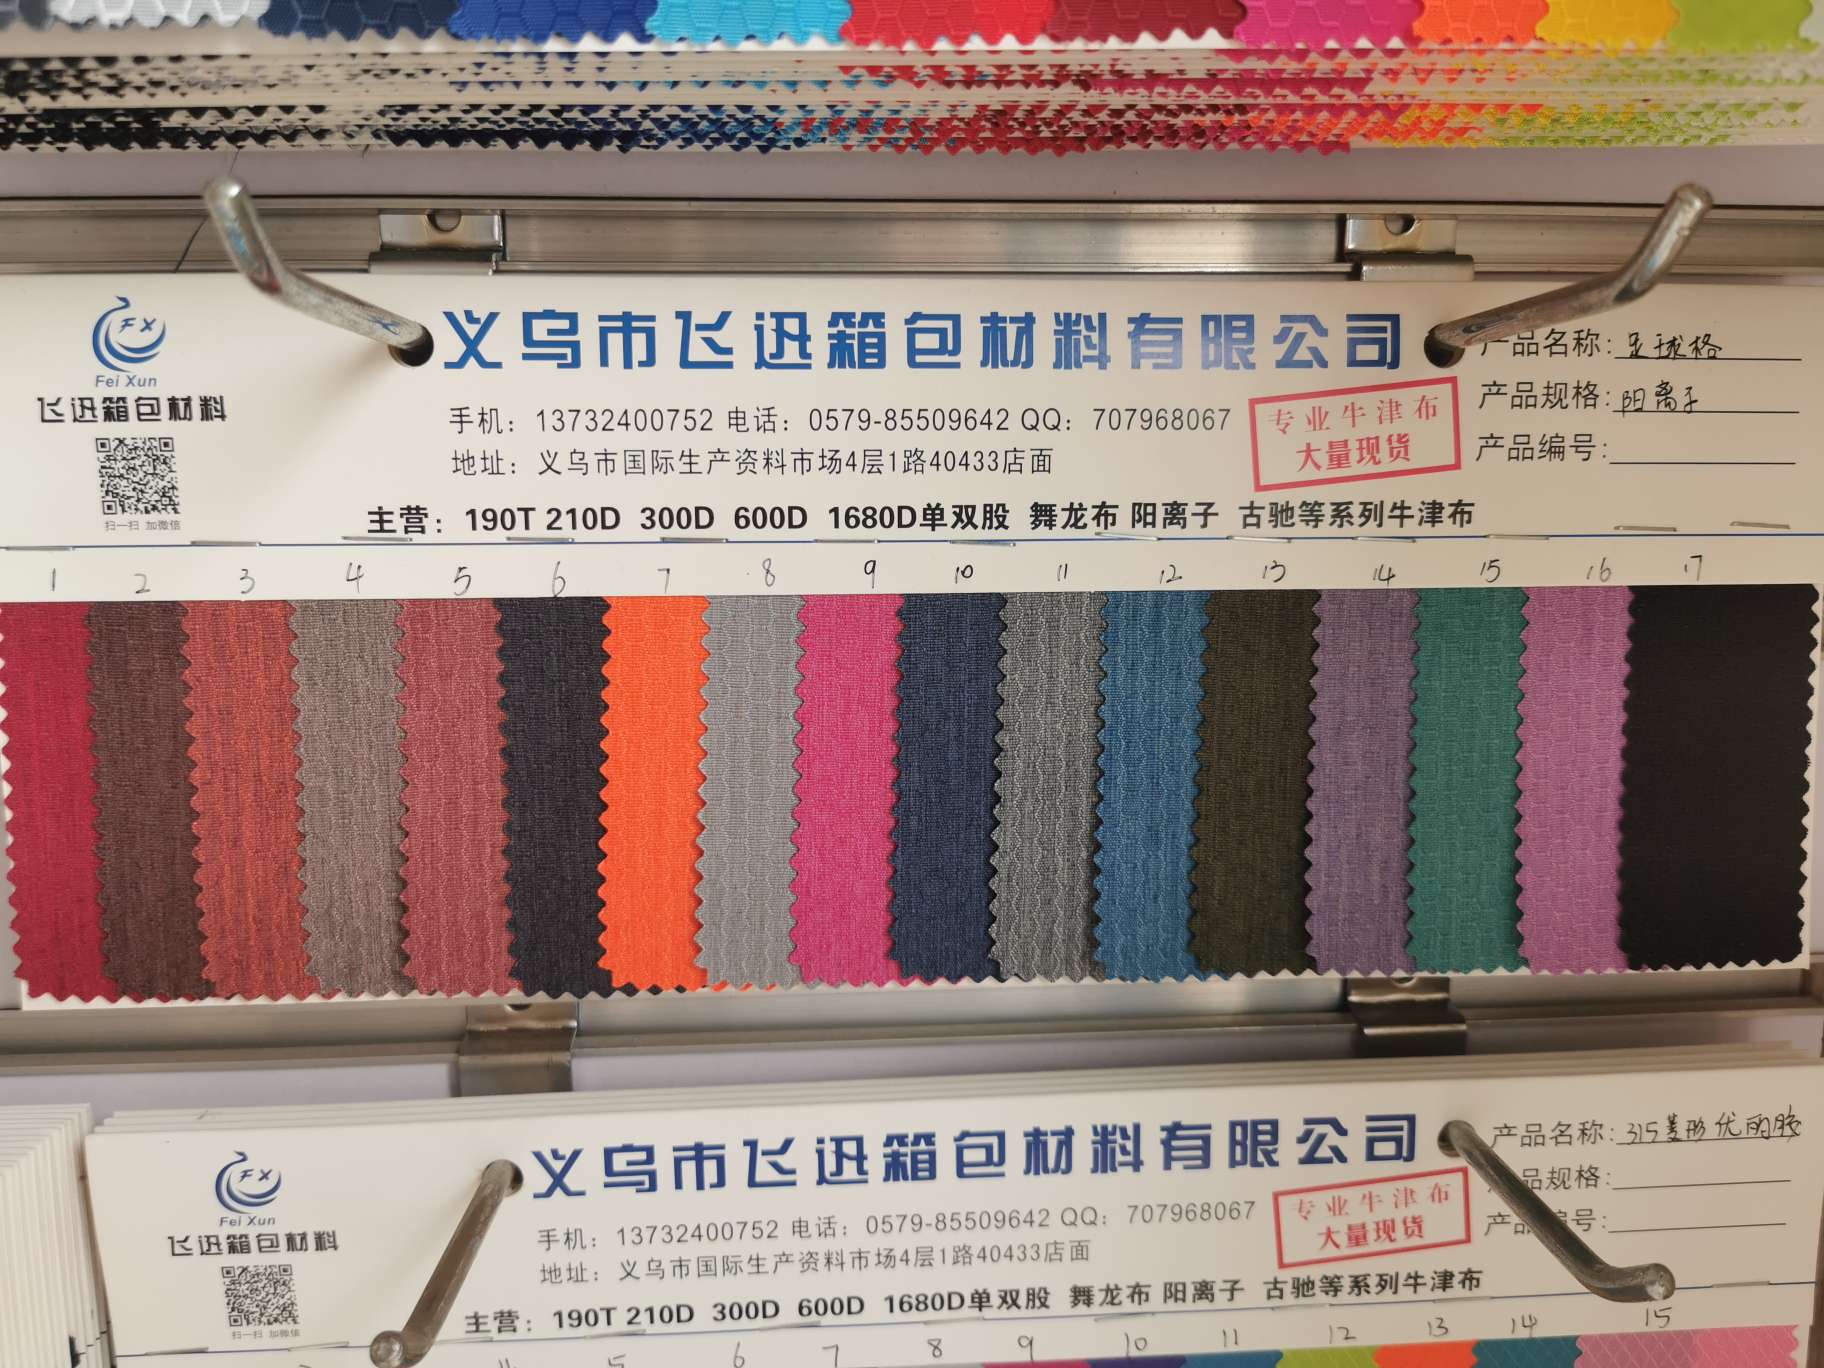 FX
Fei Xun
飞迅箱包材料
扫一扫 加微信
义乌市飞迅箱包材料有限公司
手机：13732400752 电话：0579-85509642 QQ：707968067
地址：义乌市国际生产资料市场4层1路40433店面
专业牛津布
大量现货
产品名称：足球格
产品规格：阳离子
产品编号：
主营：190T 210D 300D 600D 1680D单双股 舞龙布 阳离子 古驰等系列牛津布
1 2 3 4 5 6 7 8 9 10 11 12 13 14 15 16 17
FX
Fei Xun
飞迅箱包材料
扫一扫 加微信
义乌市飞迅箱包材料有限公司
手机：13732400752 电话：0579-85509642 QQ：707968067
地址：义乌市国际生产资料市场4层1路40433店面
专业牛津布
大量现货
产品名称：315菱形优丽胶
品规格：
产品编号：
主营：190T 210D 300D 600D 1680D单双股 舞龙布 阳离子 古驰等系列牛津布
6 7 8 9 10 11 12 13 14 15